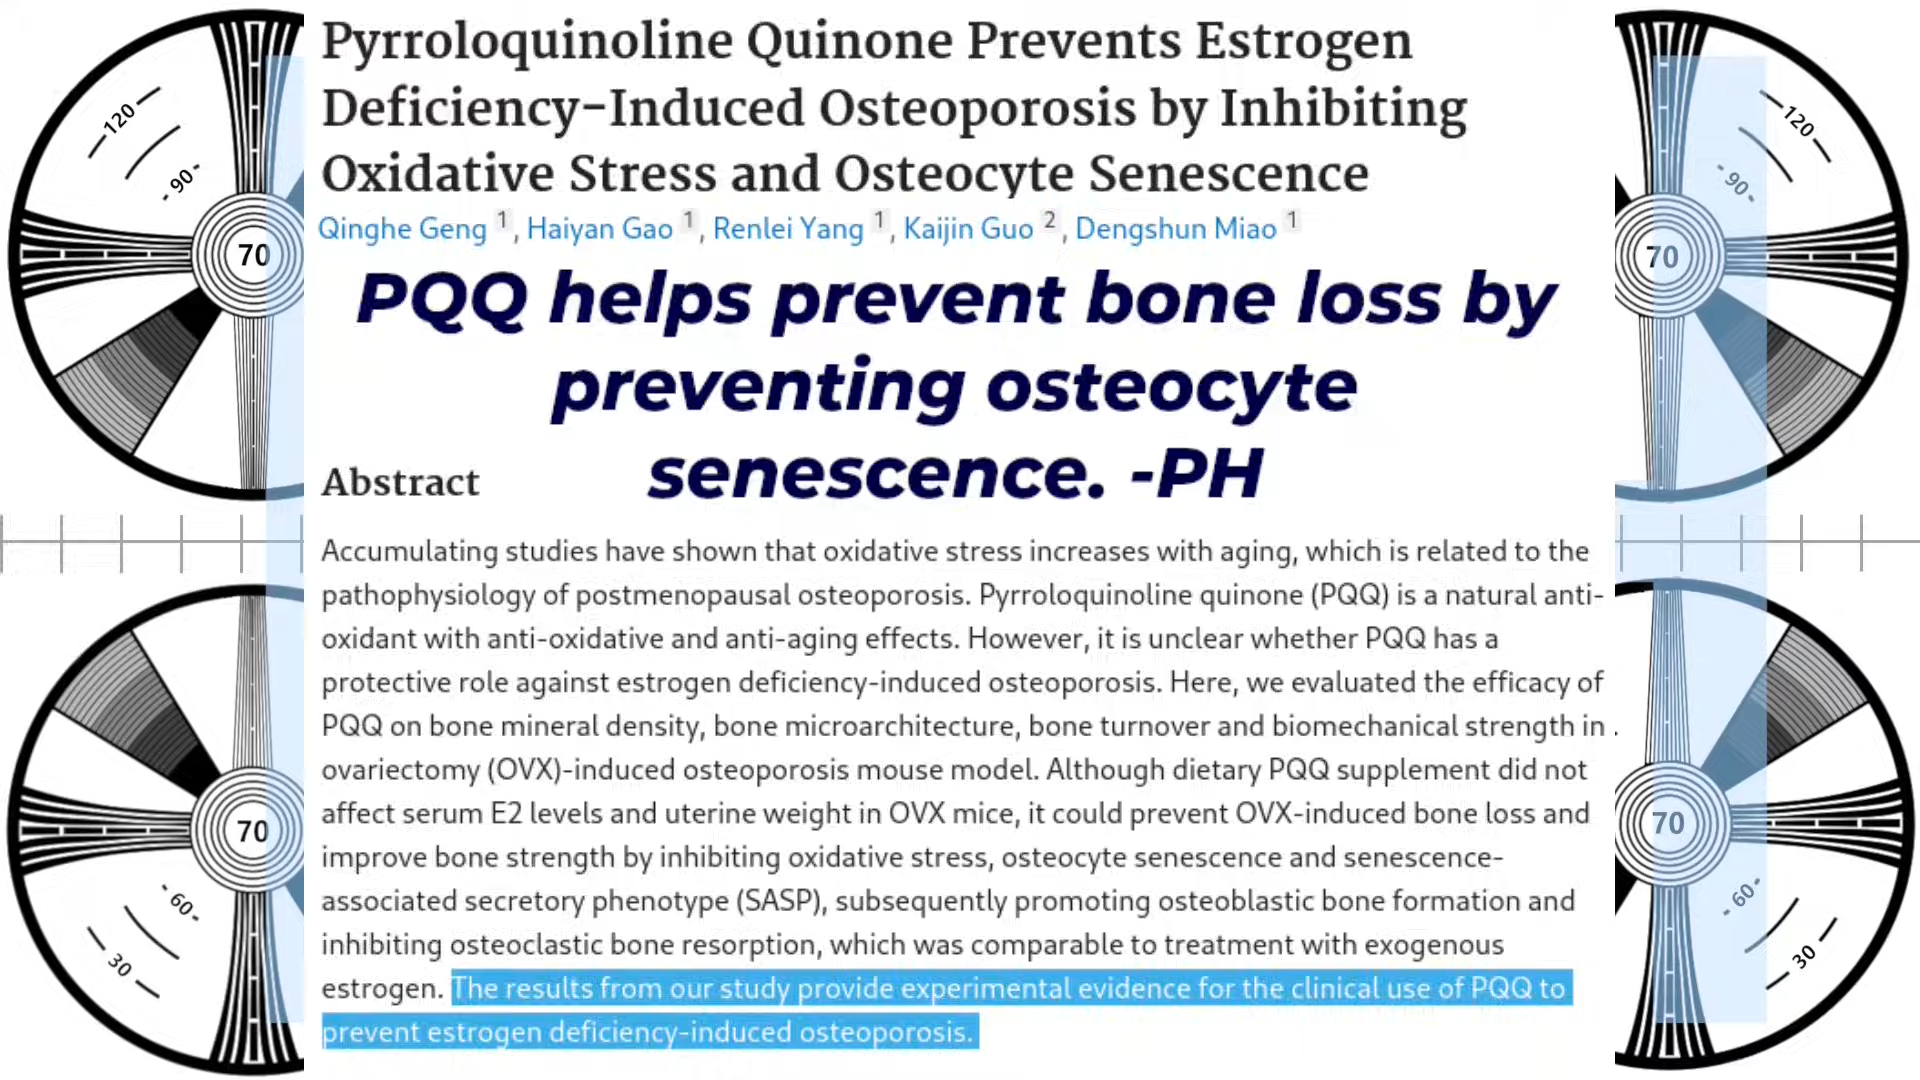 Pyrroloquinoline Quinone Prevents Estrogen
Deficiency-Induced Osteoporosis by Inhibiting
Oxidative Stress and Osteocyte Senescence
Qinghe Geng 1, Haiyan Gao 1, Renlei Yang 1, Kaijin Guo 2, Dengshun Miao 1
PQQ helps prevent bone loss by
preventing osteocyte
senescence. -PH
Abstract
Accumulating studies have shown that oxidative stress increases with aging, which is related to the
pathophysiology of postmenopausal osteoporosis. Pyrroloquinoline quinone (PQQ) is a natural anti-
oxidant with anti-oxidative and anti-aging effects. However, it is unclear whether PQQ has a
protective role against estrogen deficiency-induced osteoporosis. Here, we evaluated the efficacy of
PQQ on bone mineral density, bone microarchitecture, bone turnover and biomechanical strength in
ovariectomy (OVX)-induced osteoporosis mouse model. Although dietary PQQ supplement did not
affect serum E2 levels and uterine weight in OVX mice, it could prevent OVX-induced bone loss and
improve bone strength by inhibiting oxidative stress, osteocyte senescence and senescence-
associated secretory phenotype (SASP), subsequently promoting osteoblastic bone formation and
inhibiting osteoclastic bone resorption, which was comparable to treatment with exogenous
estrogen. The results from our study provide experimental evidence for the clinical use of PQQ to
prevent estrogen deficiency-induced osteoporosis.
120
90
70
120
90
70
70
60
30
70
60
30